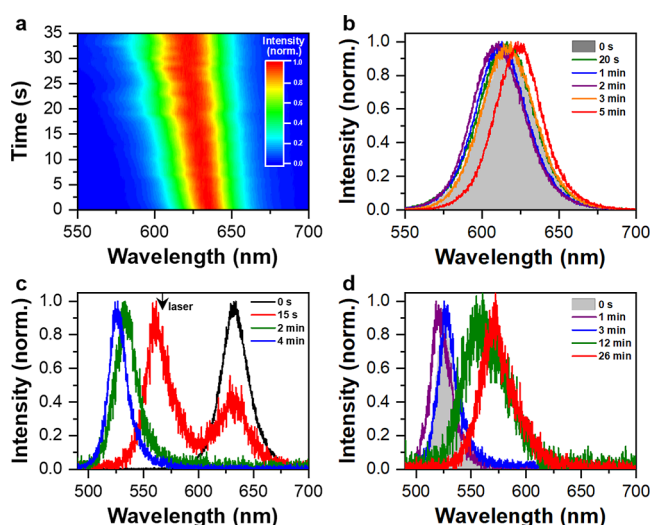 a
35
30
25
20
15
10
5
0
Time (s)
Intensity
(norm.)
1.0
0.8
0.6
0.4
0.2
0.0
550 600 650 700
Wavelength (nm)
b
1.0
0.8
0.6
0.4
0.2
0.0
Intensity (norm.)
0 s
20 s
1 min
2 min
3 min
5 min
550 600 650 700
Wavelength (nm)
c
1.0
0.8
0.6
0.4
0.2
0.0
Intensity (norm.)
laser
0 s
15 s
2 min
4 min
500 550 600 650 700
Wavelength (nm)
d
1.0
0.8
0.6
0.4
0.2
0.0
Intensity (norm.)
0 s
1 min
3 min
12 min
26 min
500 550 600 650 700
Wavelength (nm)